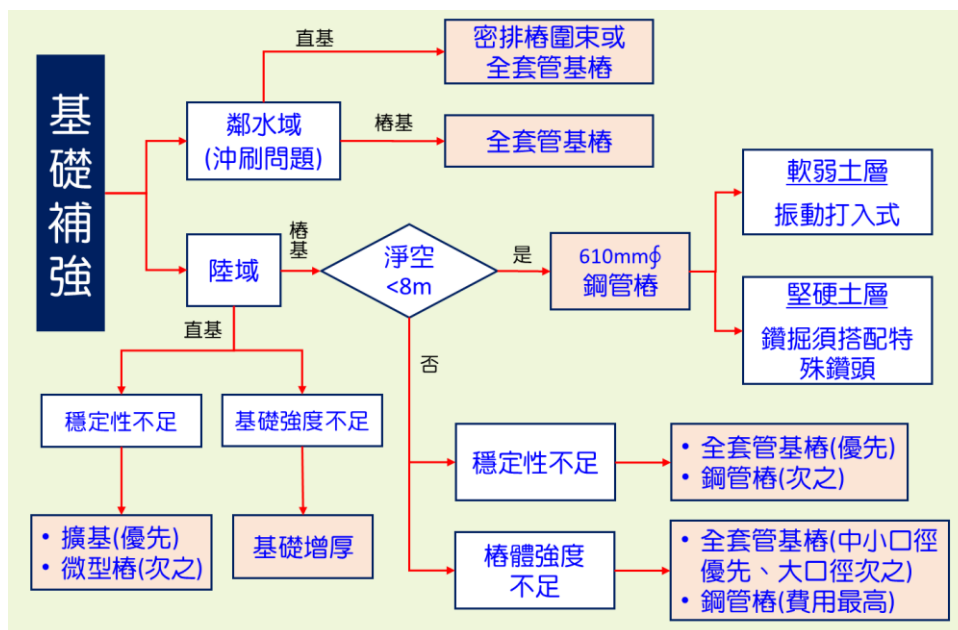 基礎補強
直基
密排樁圍束或
全套管基樁
鄰水域
(沖刷問題)
樁基
全套管基樁
陸域
樁基
淨空
<8m
是
610mm∮
鋼管樁
軟弱土層
振動打入式
堅硬土層
鑽掘須搭配特
殊鑽頭
直基
否
穩定性不足
基礎強度不足
• 擴基(優先)
• 微型樁(次之)
基礎增厚
穩定性不足
• 全套管基樁(優先)
• 鋼管樁(次之)
樁體強度
不足
• 全套管基樁(中小口徑
優先、大口徑次之)
• 鋼管樁(費用最高)